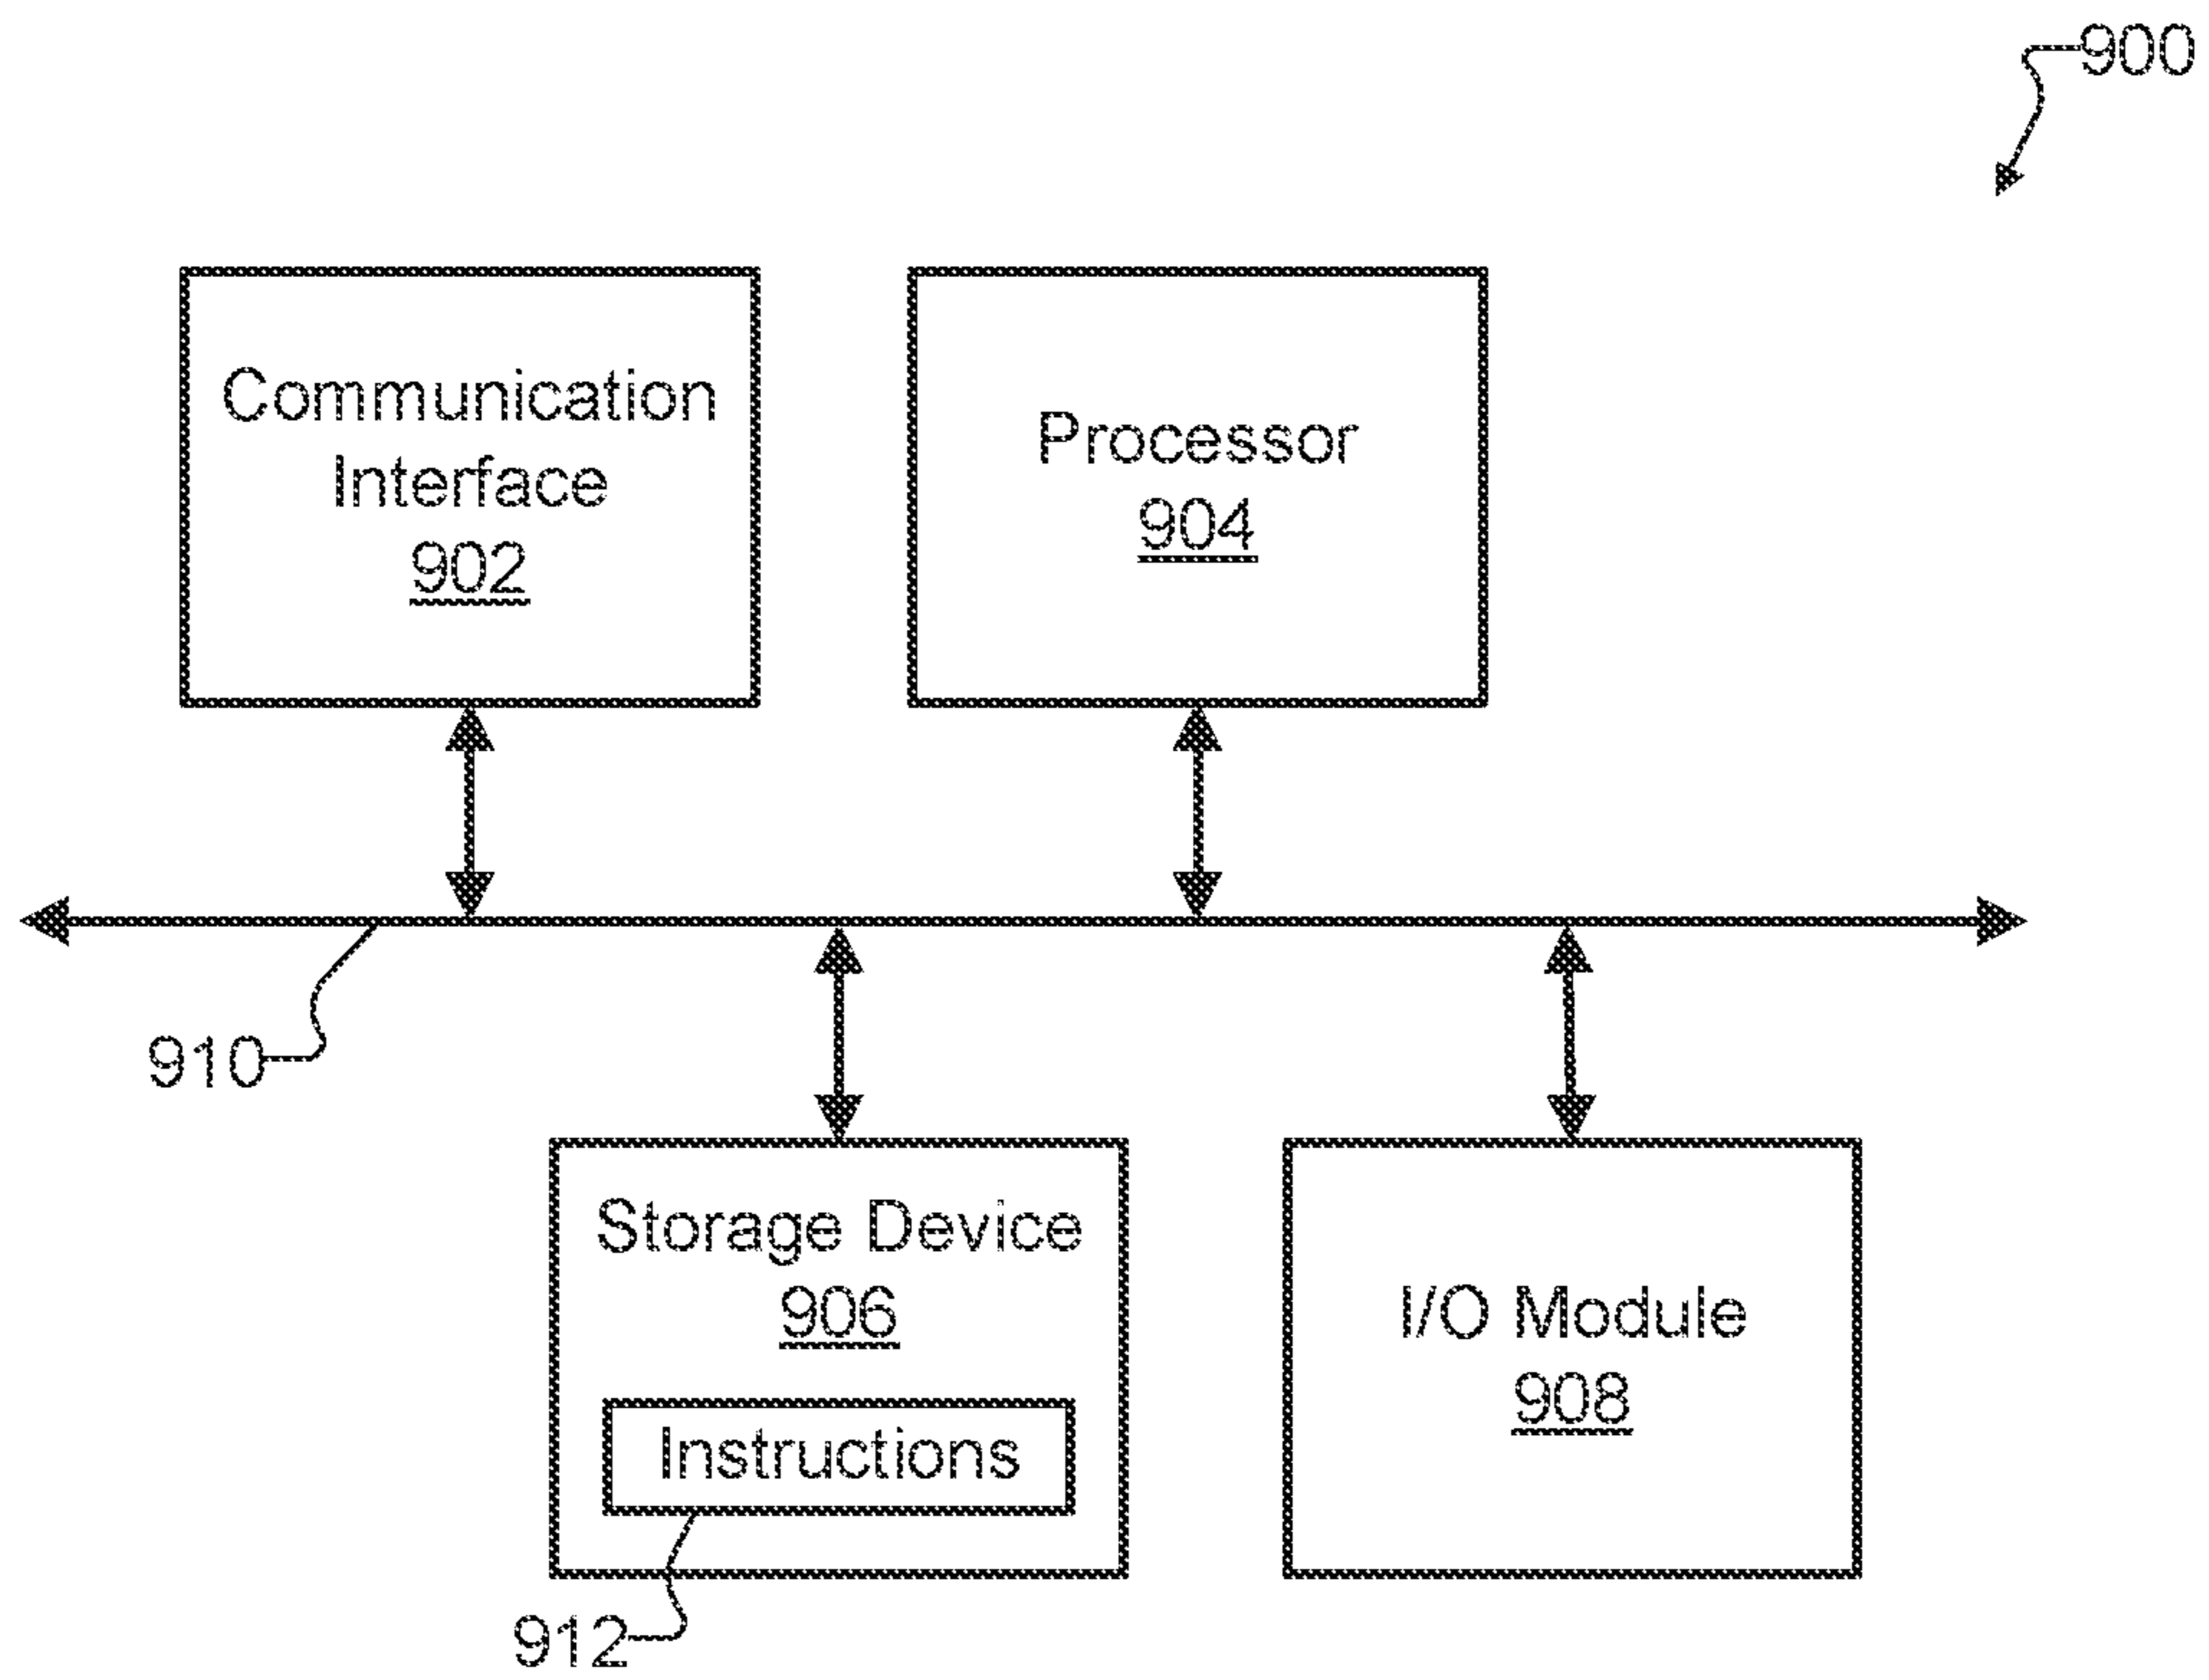 900
Communication
Interface
902
Processor
904
910
Storage Device
906
Instructions
912
I/O Module
908